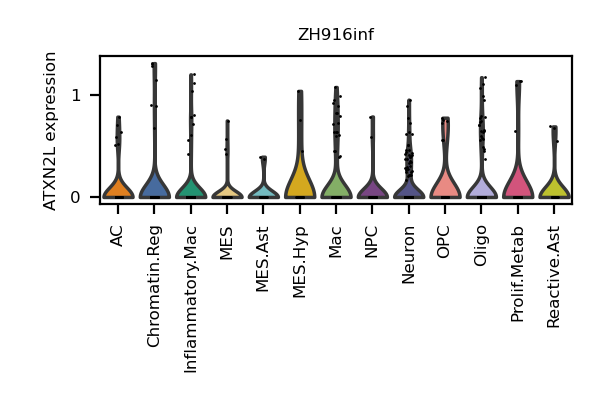 ZH916inf
ATXN2L expression
1
0
AC
Chromatin.Reg
Inflammatory.Mac
MES
MES.Ast
MES.Hyp
Mac
NPC
Neuron
OPC
Oligo
Prolif.Metab
Reactive.Ast